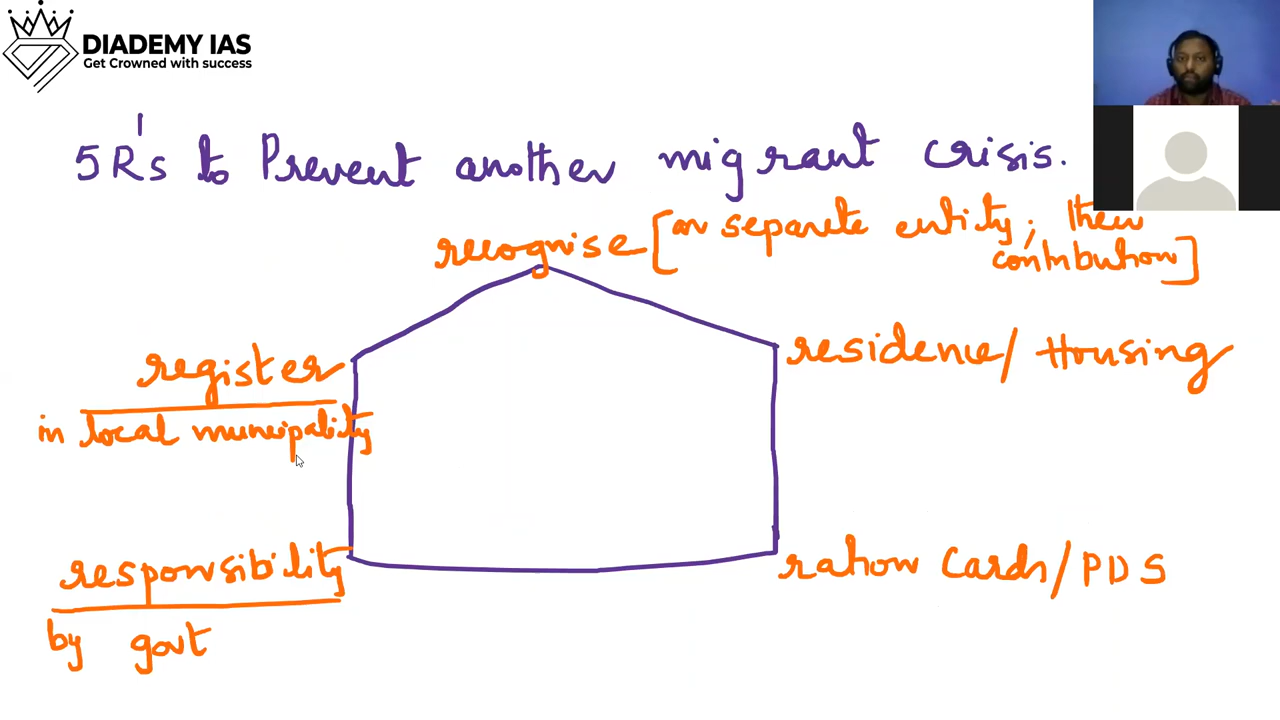 DIADEMY IAS
Get Crowned with success
5R's to Prevent another migrant crisis.
recognise [as separate entity; their
contribution]
register
in local municipality
residence/ Housing
responsibility
by govt
ration Cards/PDS